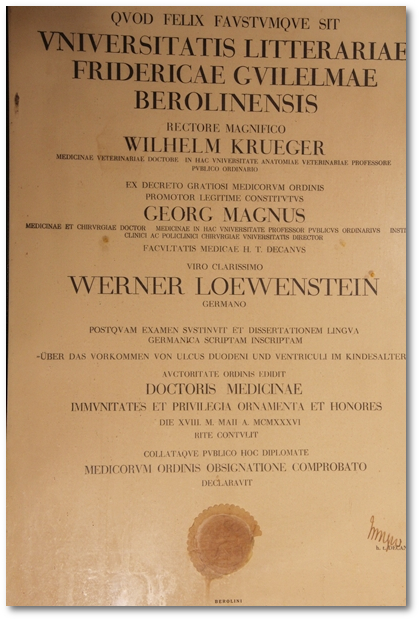 QVOD FELIX FAVSTVMQVE SIT
VNIVERSITATIS LITTERARIAE
FRIDERICAE GVILELMAE
BEROLINENSIS
RECTORE MAGNIFICO
WILHELM KRUEGER
MEDICINAE VETERINARIAE DOCTORE IN HAC VNIVERSITATE ANATOMIAE VETERINARIAE PROFESSORE
PVBLICO ORDINARIO
EX DECRETO GRATIOSI MEDICORVM ORDINIS
PROMOTOR LEGITIME CONSTITVTVS
GEORG MAGNUS
MEDICINAE ET CHIRVRGIAE DOCTOR MEDICINAE IN HAC VNIVERSITATE PROFESSOR PVBLICVS ORDINARIVS INSTI
CLINICI AC POLICLINICI CHIRVRGIAE VNIVERSITATIS DIRECTOR
FACVLTATIS MEDICAE H. T. DECANVS
VIRO CLARISSIMO
WERNER LOEWENSTEIN
GERMANO
POSTQVAM EXAMEN SVSTINVIT ET DISSERTATIONEM LINGVA
GERMANICA SCRIPTAM INSCRIPTAM
»ÜBER DAS VORKOMMEN VON ULCUS DUODENI UND VENTRICULI IM KINDESALTER
AVCTORITATE ORDINIS EDIDIT
DOCTORIS MEDICINAE
IMMVNITATES ET PRIVILEGIA ORNAMENTA ET HONORES
DIE XVIII. M. MAII A. MCMXXXVI
RITE CONTVLIT
COLLATAQVE PVBLICO HOC DIPLOMATE
MEDICORVM ORDINIS OBSIGNATIONE COMPROBATO
DECLARAVIT
BEROLINI